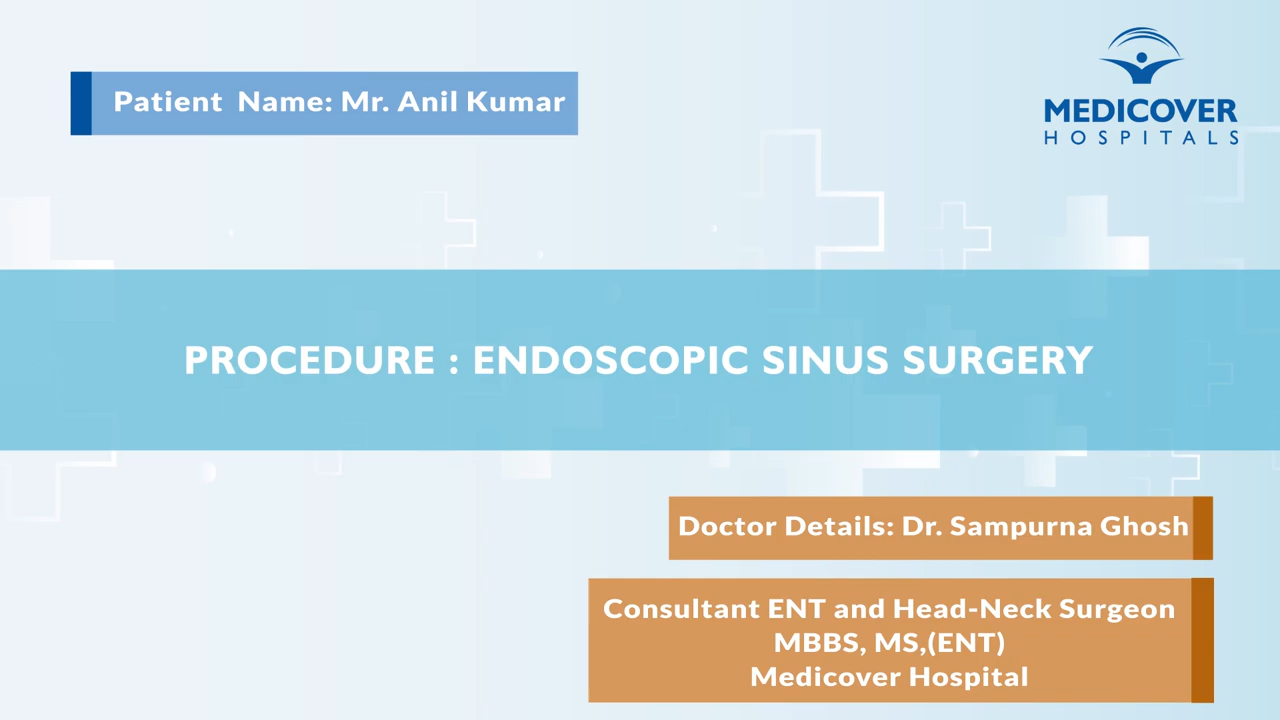 Patient  Name: Mr. Anil Kumar
MEDICOVER
HOSPITALS
PROCEDURE : ENDOSCOPIC SINUS SURGERY
Doctor Details: Dr. Sampurna Ghosh
Consultant ENT and Head-Neck Surgeon
MBBS, MS,(ENT)
Medicover Hospital